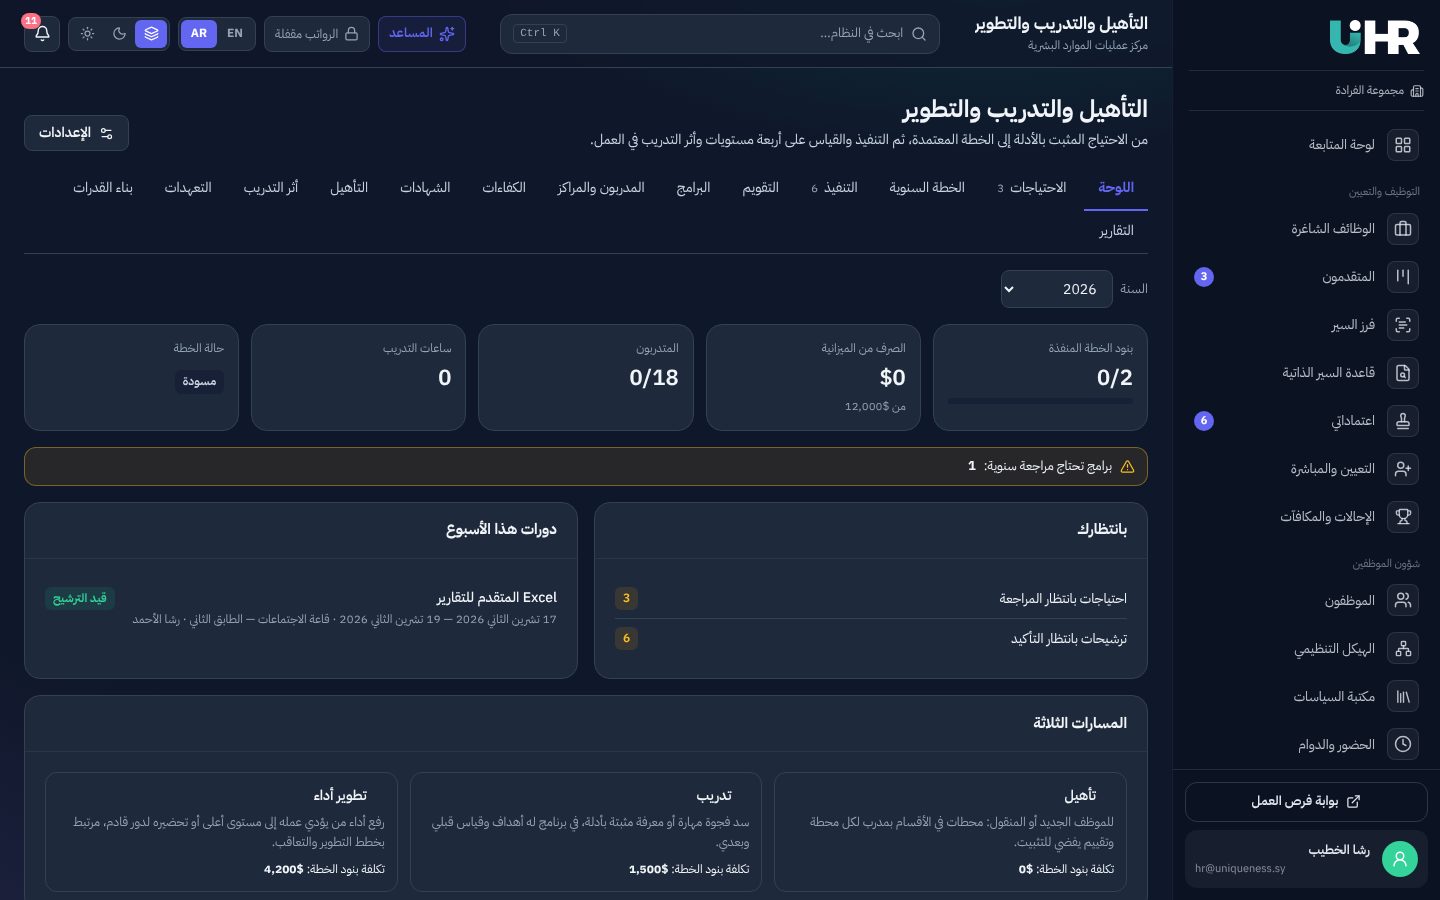 UHR
مجموعة الفرادة
لوحة المتابعة
التوظيف والتعيين
الوظائف الشاغرة
المتقدمون 3
فرز السير
قاعدة السير الذاتية
اعتماداتي 6
التعيين والمباشرة
الإحالات والمكافآت
شؤون الموظفين
الموظفون
الهيكل التنظيمي
مكتبة السياسات
الحضور والدوام
بوابة فرص العمل
رشا الخطيب
hr@uniqueness.sy
التأهيل والتدريب والتطوير
مركز عمليات الموارد البشرية
ابحث في النظام... Ctrl K
المساعد
الرواتب مقفلة
AR EN
11
التأهيل والتدريب والتطوير
من الاحتياج المثبت بالأدلة إلى الخطة المعتمدة، ثم التنفيذ والقياس على أربعة مستويات وأثر التدريب في العمل.
الإعدادات
اللوحة الاحتياجات 3 الخطة السنوية التنفيذ 6 التقويم البرامج المدربون والمراكز الكفاءات الشهادات التأهيل أثر التدريب التعهدات بناء القدرات
التقارير
السنة 2026
بنود الخطة المنفذة
0/2
الصرف من الميزانية
$0
من $12,000
المتدربون
0/18
ساعات التدريب
0
حالة الخطة
مسودة
برامج تحتاج مراجعة سنوية: 1
بانتظارك
احتياجات بانتظار المراجعة 3
ترشيحات بانتظار التأكيد 6
دورات هذا الأسبوع
Excel المتقدم للتقارير قيد الترشيح
17 تشرين الثاني 2026 — 19 تشرين الثاني 2026 · قاعة الاجتماعات — الطابق الثاني · رشا الأحمد
المسارات الثلاثة
تأهيل
للموظف الجديد أو المنقول: محطات في الأقسام بمدرب لكل محطة
وتقييم يفضي للتثبيت.
تكلفة بنود الخطة: $0
تدريب
سد فجوة مهارة أو معرفة مثبتة بأدلة، في برنامج له أهداف وقياس قبلي
وبعدي.
تكلفة بنود الخطة: $1,500
تطوير أداء
رفع أداء من يؤدي عمله إلى مستوى أعلى أو تحضيره لدور قادم، مرتبط
بخطط التطوير والتعاقب.
تكلفة بنود الخطة: $4,200